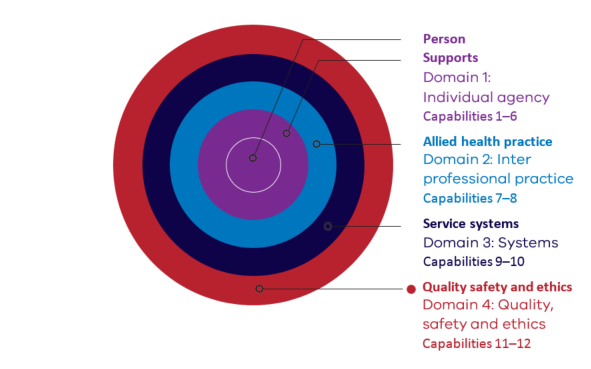 Person
Supports
Domain 1:
Individual agency
Capabilities 1–6
Allied health practice
Domain 2: Inter
professional practice
Capabilities 7–8
Service systems
Domain 3: Systems
Capabilities 9–10
Quality safety and ethics
Domain 4: Quality,
safety and ethics
Capabilities 11–12